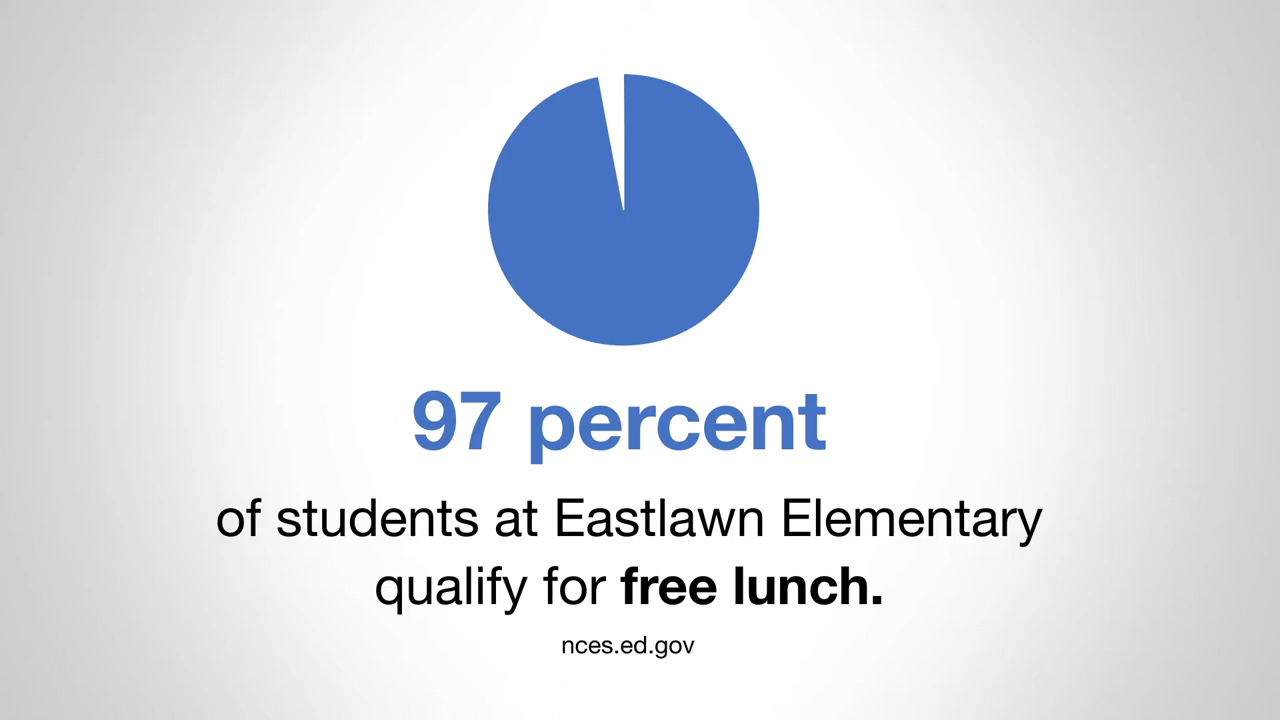 97 percent
of students at Eastlawn Elementary
qualify for free lunch.
nces.ed.gov